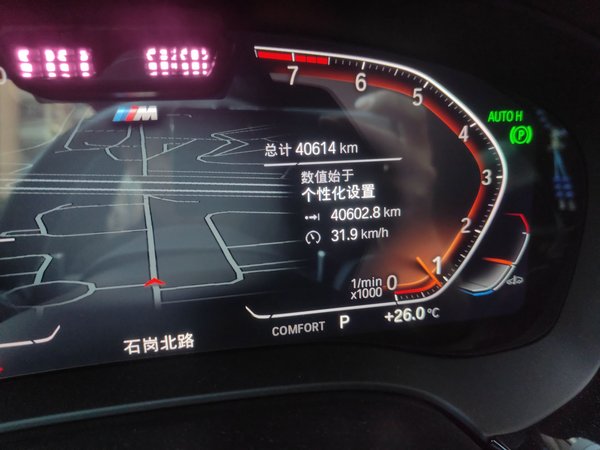 7
6
5
4
3
2
1
0
M
AUTO H
P
总计 40614 km
数值始于
个性化设置
40602.8 km
31.9 km/h
1/min
x1000
COMFORT P +26.0 °C
石岗北路